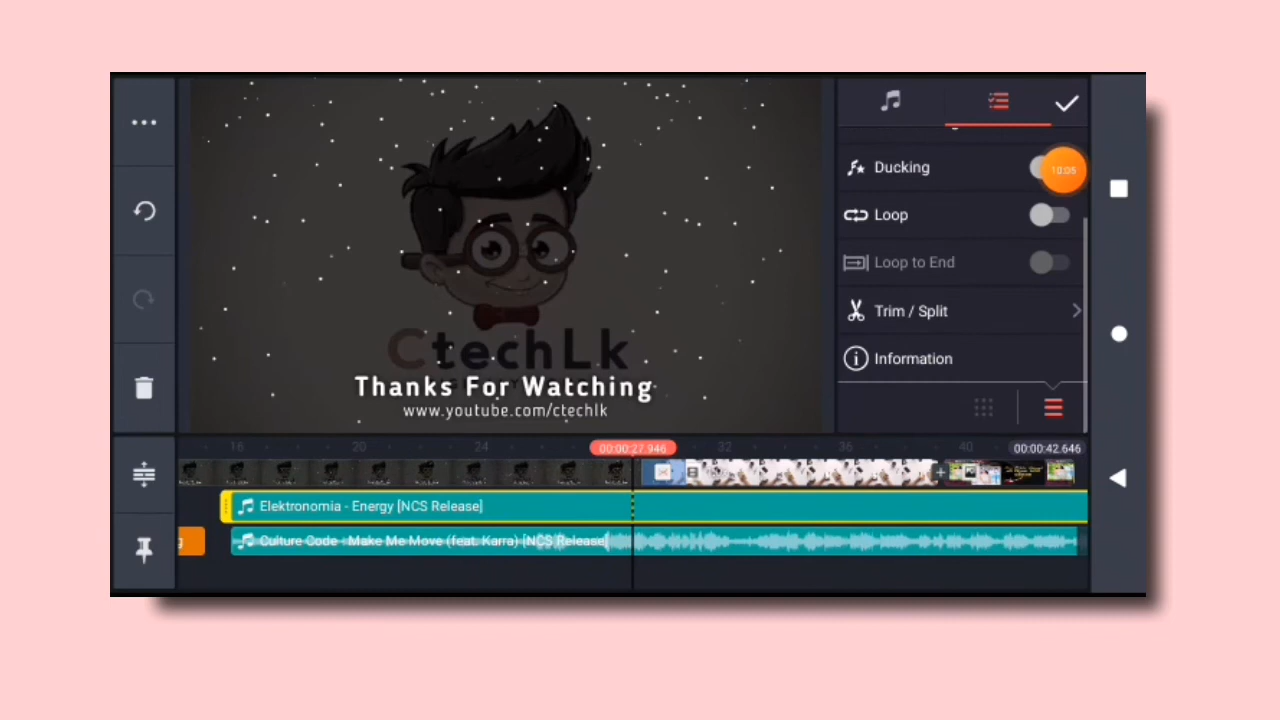 Ducking
10:05
Loop
Loop to End
Trim / Split
Information
CtechLk
Thanks For Watching
www.youtube.com/ctechlk
16
20
24
00:00:27.946
32
36
40
00:00:42.646
Elektronomia - Energy [NCS Release]
Culture Code - Make Me Move (feat. Karra) [NCS Release]